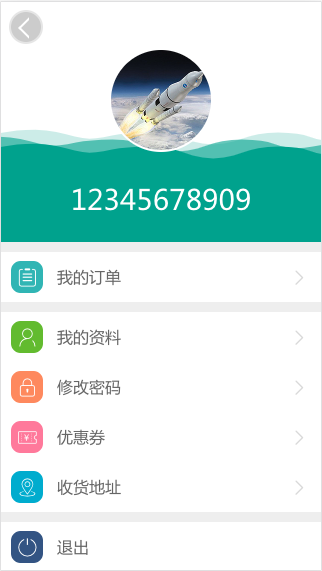 12345678909
我的订单
我的资料
修改密码
优惠券
收货地址
退出